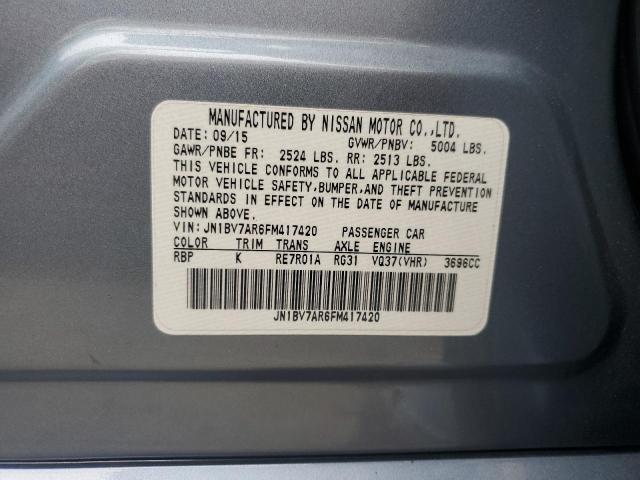 MANUFACTURED BY NISSAN MOTOR CO.,LTD.
DATE: 09/15 GVWR/PNBV: 5004 LBS.
GAWR/PNBE FR: 2524 LBS. RR: 2513 LBS.
THIS VEHICLE CONFORMS TO ALL APPLICABLE FEDERAL
MOTOR VEHICLE SAFETY,BUMPER,AND THEFT PREVENTION
STANDARDS IN EFFECT ON THE DATE OF MANUFACTURE
SHOWN ABOVE.
VIN: JN1BV7AR6FM417420 PASSENGER CAR
COLOR TRIM TRANS AXLE ENGINE
RBP K RE7R01A RG31 VQ37(VHR) 3696CC
JN1BV7AR6FM417420